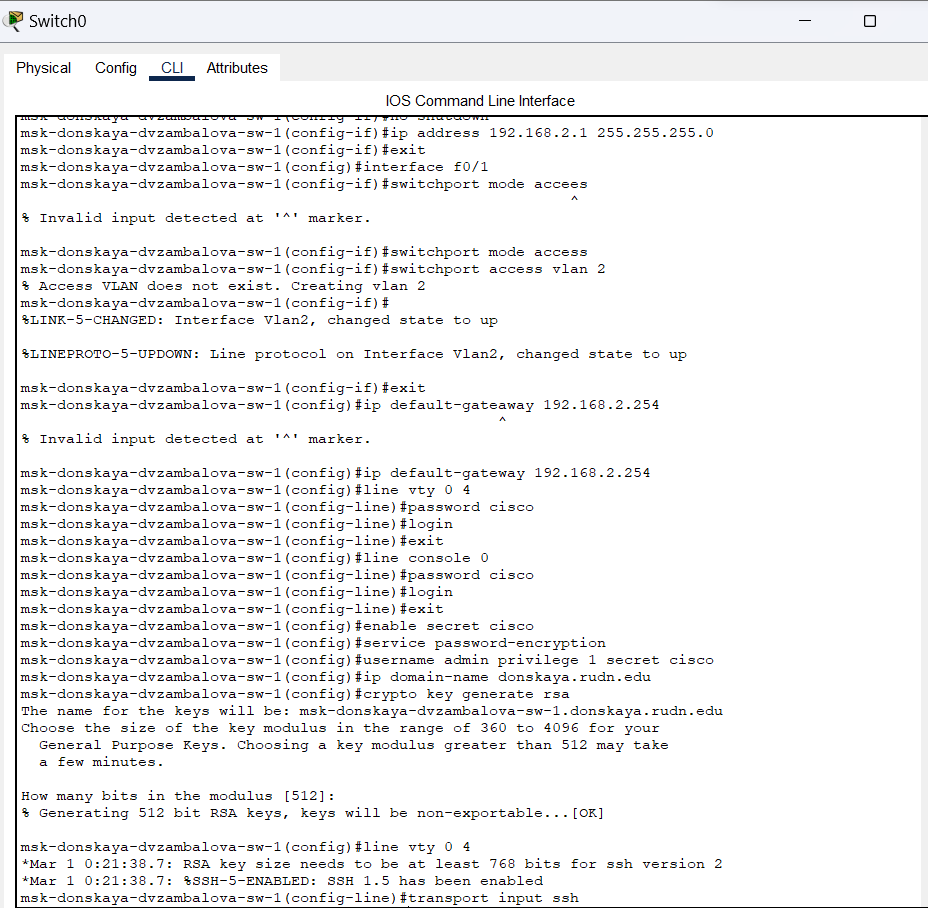 Switch0
Physical Config CLI Attributes
IOS Command Line Interface
msk-donskaya-dvzambalova-sw-1(config-if)#no shutdown
msk-donskaya-dvzambalova-sw-1(config-if)#ip address 192.168.2.1 255.255.255.0
msk-donskaya-dvzambalova-sw-1(config-if)#exit
msk-donskaya-dvzambalova-sw-1(config)#interface f0/1
msk-donskaya-dvzambalova-sw-1(config-if)#switchport mode accees
^
% Invalid input detected at '^' marker.
msk-donskaya-dvzambalova-sw-1(config-if)#switchport mode access
msk-donskaya-dvzambalova-sw-1(config-if)#switchport access vlan 2
% Access VLAN does not exist. Creating vlan 2
msk-donskaya-dvzambalova-sw-1(config-if)#
%LINK-5-CHANGED: Interface Vlan2, changed state to up
%LINEPROTO-5-UPDOWN: Line protocol on Interface Vlan2, changed state to up
msk-donskaya-dvzambalova-sw-1(config-if)#exit
msk-donskaya-dvzambalova-sw-1(config)#ip default-gateaway 192.168.2.254
^
% Invalid input detected at '^' marker.
msk-donskaya-dvzambalova-sw-1(config)#ip default-gateway 192.168.2.254
msk-donskaya-dvzambalova-sw-1(config)#line vty 0 4
msk-donskaya-dvzambalova-sw-1(config-line)#password cisco
msk-donskaya-dvzambalova-sw-1(config-line)#login
msk-donskaya-dvzambalova-sw-1(config-line)#exit
msk-donskaya-dvzambalova-sw-1(config)#line console 0
msk-donskaya-dvzambalova-sw-1(config-line)#password cisco
msk-donskaya-dvzambalova-sw-1(config-line)#login
msk-donskaya-dvzambalova-sw-1(config-line)#exit
msk-donskaya-dvzambalova-sw-1(config)#enable secret cisco
msk-donskaya-dvzambalova-sw-1(config)#service password-encryption
msk-donskaya-dvzambalova-sw-1(config)#username admin privilege 1 secret cisco
msk-donskaya-dvzambalova-sw-1(config)#ip domain-name donskaya.rudn.edu
msk-donskaya-dvzambalova-sw-1(config)#crypto key generate rsa
The name for the keys will be: msk-donskaya-dvzambalova-sw-1.donskaya.rudn.edu
Choose the size of the key modulus in the range of 360 to 4096 for your
General Purpose Keys. Choosing a key modulus greater than 512 may take
a few minutes.
How many bits in the modulus [512]:
% Generating 512 bit RSA keys, keys will be non-exportable...[OK]
msk-donskaya-dvzambalova-sw-1(config)#line vty 0 4
*Mar 1 0:21:38.7: RSA key size needs to be at least 768 bits for ssh version 2
*Mar 1 0:21:38.7: %SSH-5-ENABLED: SSH 1.5 has been enabled
msk-donskaya-dvzambalova-sw-1(config-line)#transport input ssh